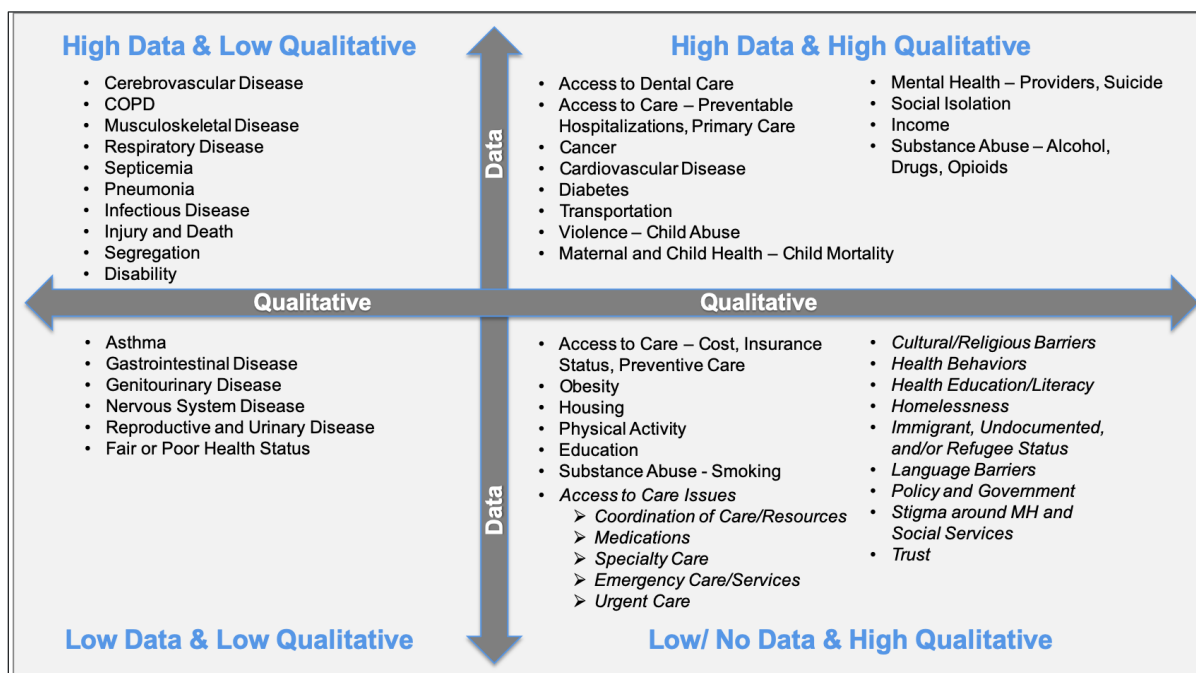 High Data & Low Qualitative
• Cerebrovascular Disease
• COPD
• Musculoskeletal Disease
• Respiratory Disease
• Septicemia
• Pneumonia
• Infectious Disease
• Injury and Death
• Segregation
• Disability
Data
High Data & High Qualitative
• Access to Dental Care
• Access to Care – Preventable
Hospitalizations, Primary Care
• Cancer
• Cardiovascular Disease
• Diabetes
• Transportation
• Violence – Child Abuse
• Maternal and Child Health – Child Mortality
• Mental Health – Providers, Suicide
• Social Isolation
• Income
• Substance Abuse – Alcohol,
Drugs, Opioids
Qualitative
Qualitative
• Asthma
• Gastrointestinal Disease
• Genitourinary Disease
• Nervous System Disease
• Reproductive and Urinary Disease
• Fair or Poor Health Status
Low Data & Low Qualitative
Data
• Access to Care – Cost, Insurance
Status, Preventive Care
• Obesity
• Housing
• Physical Activity
• Education
• Substance Abuse - Smoking
• Access to Care Issues
➢ Coordination of Care/Resources
➢ Medications
➢ Specialty Care
➢ Emergency Care/Services
➢ Urgent Care
• Cultural/Religious Barriers
• Health Behaviors
• Health Education/Literacy
• Homelessness
• Immigrant, Undocumented,
and/or Refugee Status
• Language Barriers
• Policy and Government
• Stigma around MH and
Social Services
• Trust
Low/ No Data & High Qualitative